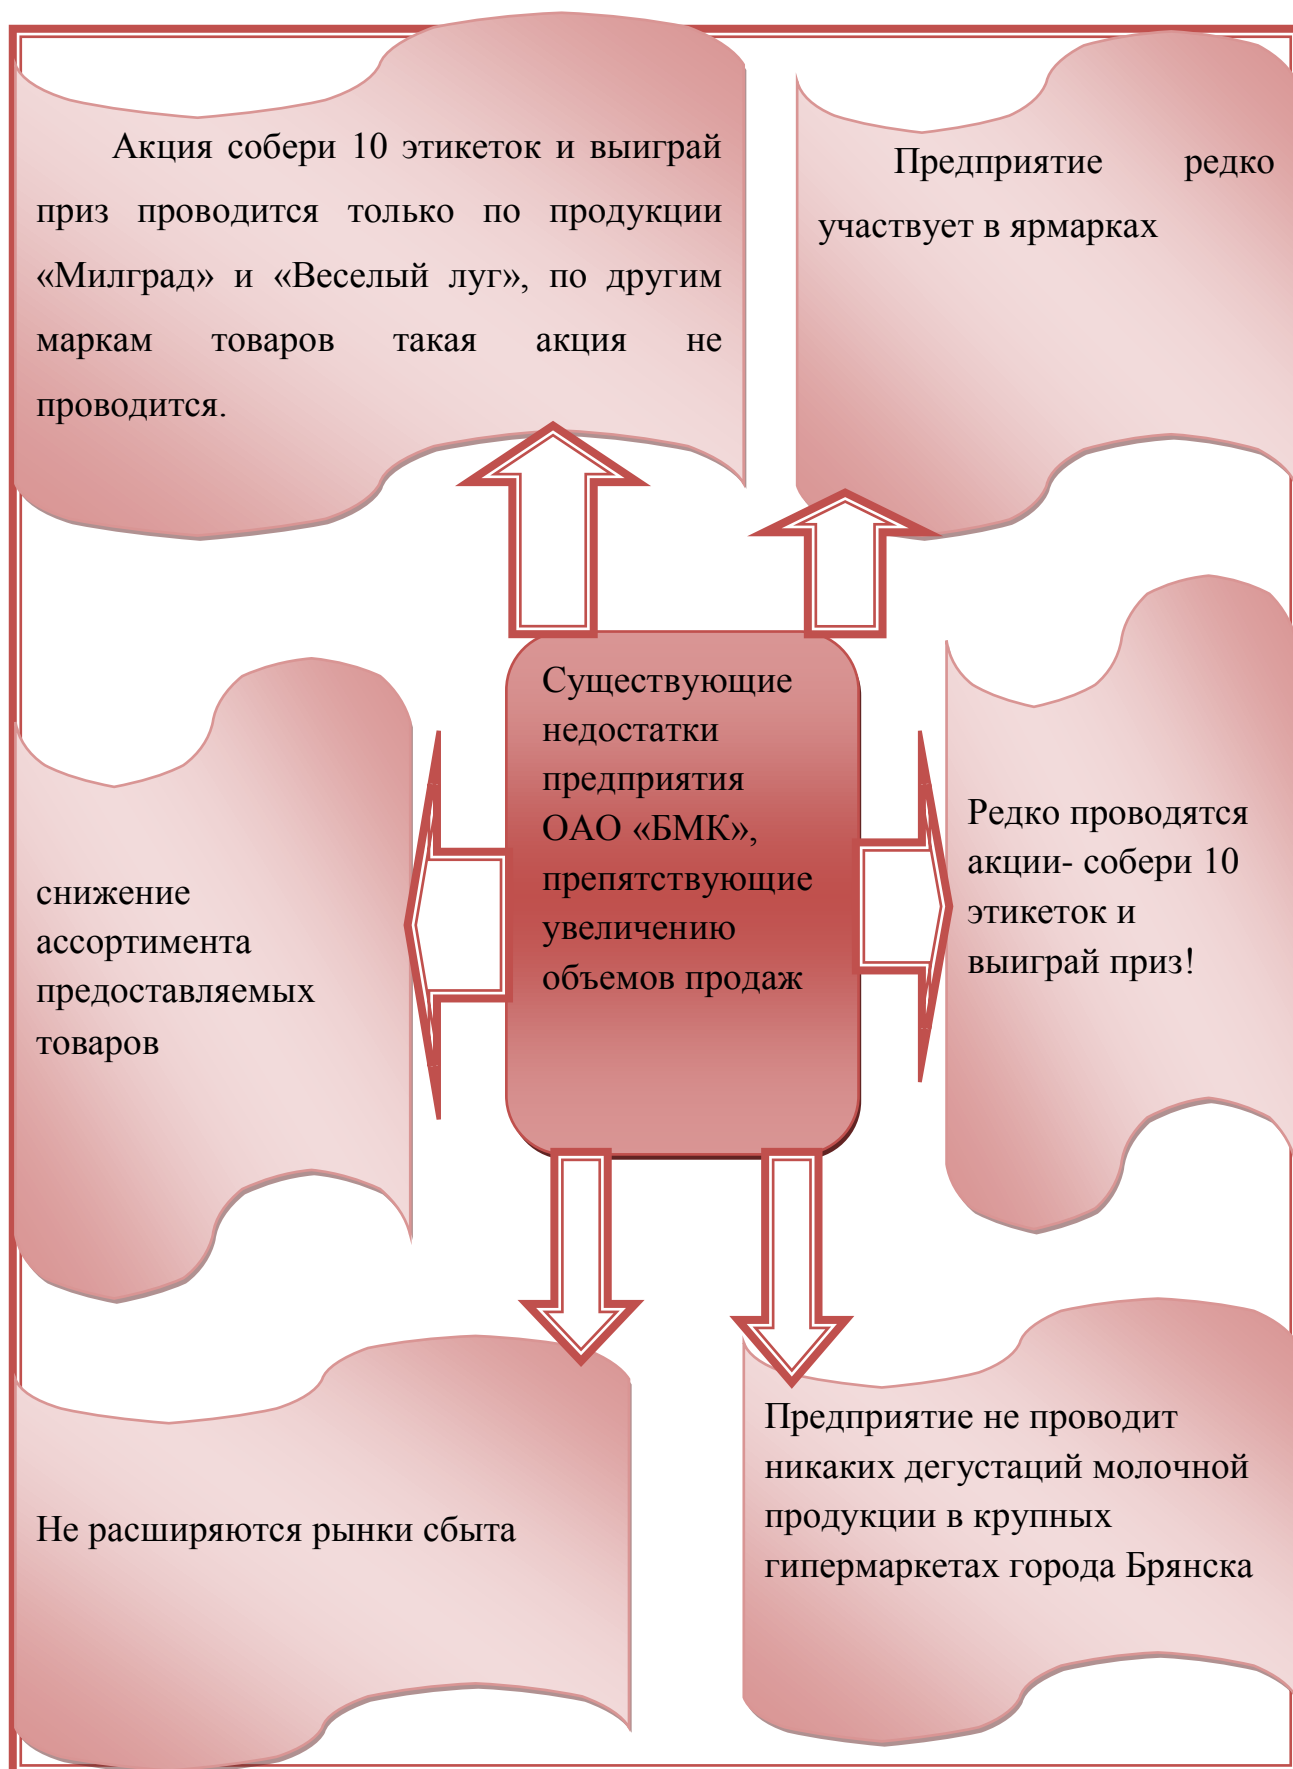 Акция собери 10 этикеток и выиграй
приз проводится только по продукции
«Милград» и «Веселый луг», по другим
маркам товаров такая акция не
проводится.
Предприятие редко
участвует в ярмарках
Существующие
недостатки
предприятия
ОАО «БМК»,
препятствующие
увеличению
объемов продаж
снижение
ассортимента
предоставляемых
товаров
Редко проводятся
акции- собери 10
этикеток и
выиграй приз!
Не расширяются рынки сбыта
Предприятие не проводит
никаких дегустаций молочной
продукции в крупных
гипермаркетах города Брянска